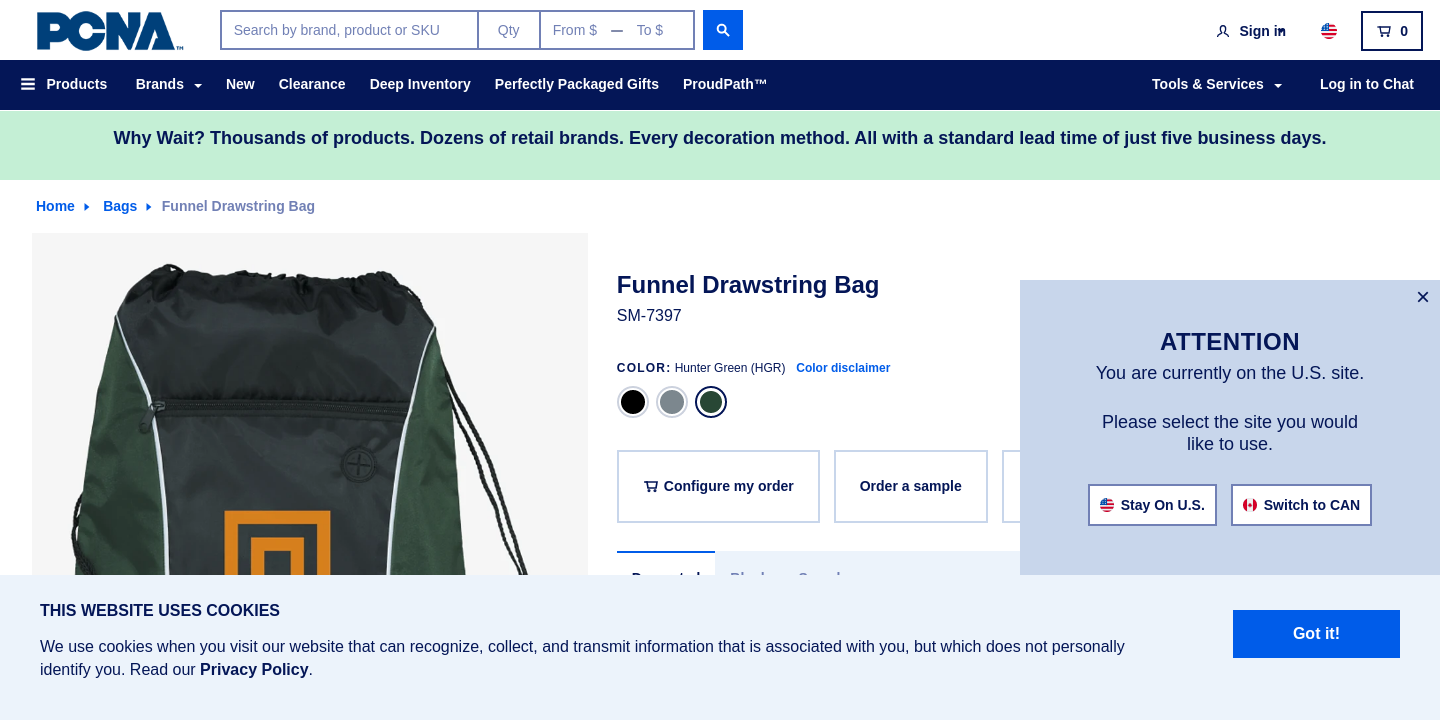 PCNA™
Search by brand, product or SKU
Qty
From $ — To $
Sign in
0
Products
Brands
New
Clearance
Deep Inventory
Perfectly Packaged Gifts
ProudPath™
Tools & Services
Log in to Chat
Why Wait? Thousands of products. Dozens of retail brands. Every decoration method. All with a standard lead time of just five business days.
Home
Bags
Funnel Drawstring Bag
Funnel Drawstring Bag
SM-7397
COLOR: Hunter Green (HGR) Color disclaimer
Configure my order
Order a sample
×
ATTENTION
You are currently on the U.S. site.
Please select the site you would
like to use.
Stay On U.S.
Switch to CAN
THIS WEBSITE USES COOKIES
We use cookies when you visit our website that can recognize, collect, and transmit information that is associated with you, but which does not personally
identify you. Read our Privacy Policy.
Got it!